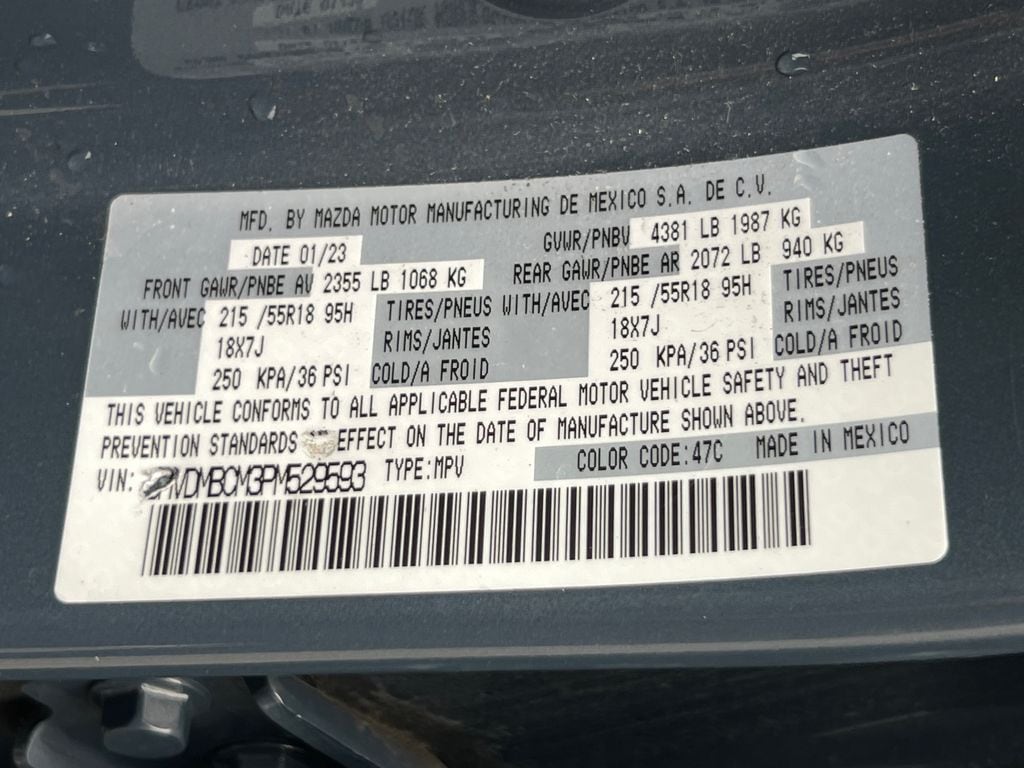 MFD. BY MAZDA MOTOR MANUFACTURING DE MEXICO S.A. DE C.V.
DATE 01/23 GVWR/PNBV 4381 LB 1987 KG
FRONT GAWR/PNBE AV 2355 LB 1068 KG REAR GAWR/PNBE AR 2072 LB 940 KG
WITH/AVEC 215 /55R18 95H TIRES/PNEUS WITH/AVEC 215 /55R18 95H TIRES/PNEUS
18X7J RIMS/JANTES 18X7J RIMS/JANTES
250 KPA/36 PSI COLD/A FROID 250 KPA/36 PSI COLD/A FROID
THIS VEHICLE CONFORMS TO ALL APPLICABLE FEDERAL MOTOR VEHICLE SAFETY AND THEFT
PREVENTION STANDARDS EFFECT ON THE DATE OF MANUFACTURE SHOWN ABOVE.
VIN: TYPE:MPV COLOR CODE:47C MADE IN MEXICO